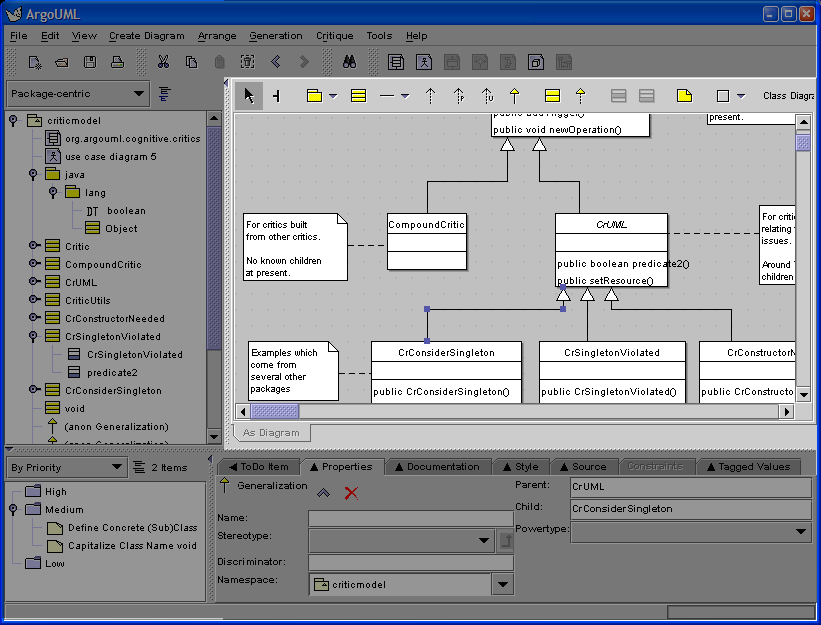 ArgoUML
File Edit View Create Diagram Arrange Generation Critique Tools Help
Package-centric
criticmodel
org.argouml.cognitive.critics
use case diagram 5
java
lang
DT boolean
Object
Critic
CompoundCritic
CrUML
CriticUtils
CrConstructorNeeded
CrSingletonViolated
CrSingletonViolated
predicate2
CrConsiderSingleton
void
(anon Generalization)
(anon Generalization)
Class Diagra
public void newOperation()
present.
For critics built
from other critics.
No known children
at present.
CompoundCritic
CrUML
public boolean predicate2()
public setResource()
For critic
relating
issues.
Around
children
Examples which
come from
several other
packages
CrConsiderSingleton
public CrConsiderSingleton()
CrSingletonViolated
public CrSingletonViolated()
CrConstructorN
public CrConstructo
As Diagram
By Priority
2 Items
High
Medium
Define Concrete (Sub)Class
Capitalize Class Name void
Low
ToDo Item
Properties
Documentation
Style
Source
Constraints
Tagged Values
Generalization
Name:
Stereotype:
Discriminator:
Namespace:
criticmodel
Parent:
CrUML
Child:
CrConsiderSingleton
Powertype: